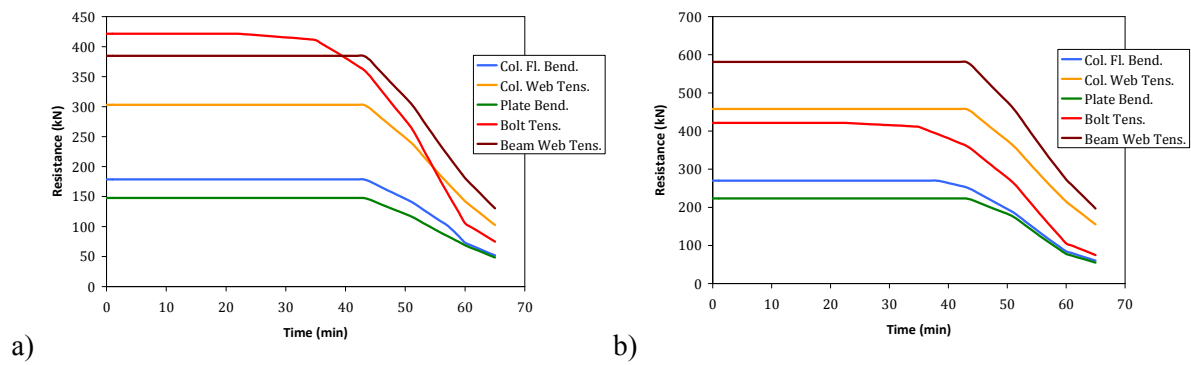 450
400
350
300
250
200
150
100
50
0
Resistance (kN)
0 10 20 30 40 50 60 70
Time (min)
Col. Fl. Bend.
Col. Web Tens.
Plate Bend.
Bolt Tens.
Beam Web Tens.
a)
700
600
500
400
300
200
100
0
Resistance (kN)
0 10 20 30 40 50 60 70
Time (min)
Col. Fl. Bend.
Col. Web Tens.
Plate Bend.
Bolt Tens.
Beam Web Tens.
b)